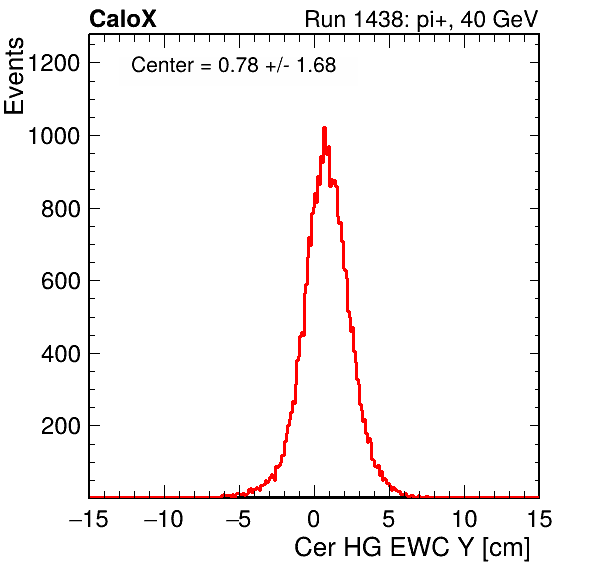 CaloX Run 1438: pi+, 40 GeV
Events
Center = 0.78 +/- 1.68
1200
1000
800
600
400
200
−15 −10 −5 0 5 10 15
Cer HG EWC Y [cm]